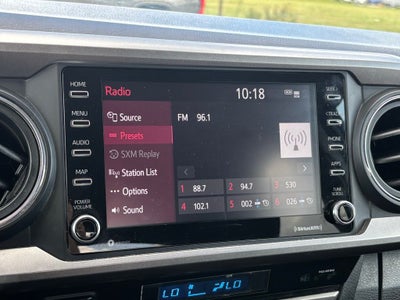 HOME
MENU
AUDIO
MAP
POWER
VOLUME
Radio
10:18
Source
Presets
SXM Replay
Station List
Options
Sound
FM 96.1
1 88.7
2 94.7
3 530
4 102.1
5 002
6 026
SEEK
PHONE
APPS
TUNE
SCROLL
SiriusXM
LO LO